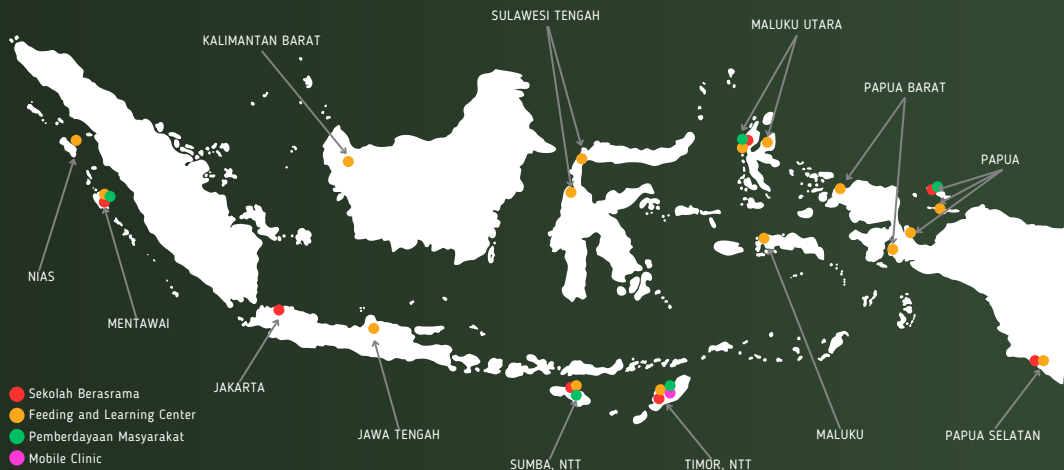 SULAWESI TENGAH
MALUKU UTARA
KALIMANTAN BARAT
PAPUA BARAT
PAPUA
NIAS
MENTAWAI
JAKARTA
Sekolah Berasrama
Feeding and Learning Center
Pemberdayaan Masyarakat
Mobile Clinic
JAWA TENGAH
MALUKU
PAPUA SELATAN
SUMBA, NTT
TIMOR, NTT